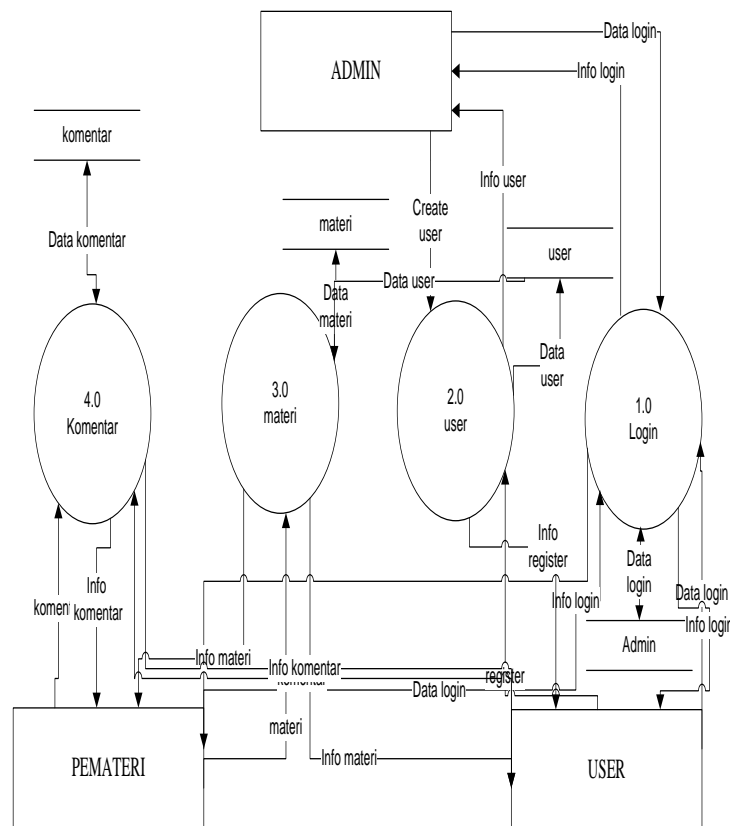 ADMIN
Data login
Info login
komentar
Info user
materi
Create
user
user
Data komentar
Data user
Data
materi
Data
user
4.0
Komentar
3.0
materi
2.0
user
1.0
Login
Info
register
Data
login
Info
komentar
Data login
Info login
Info login
Admin
Info materi
Info komentar
register
Data login
materi
Info materi
PEMATERI
USER